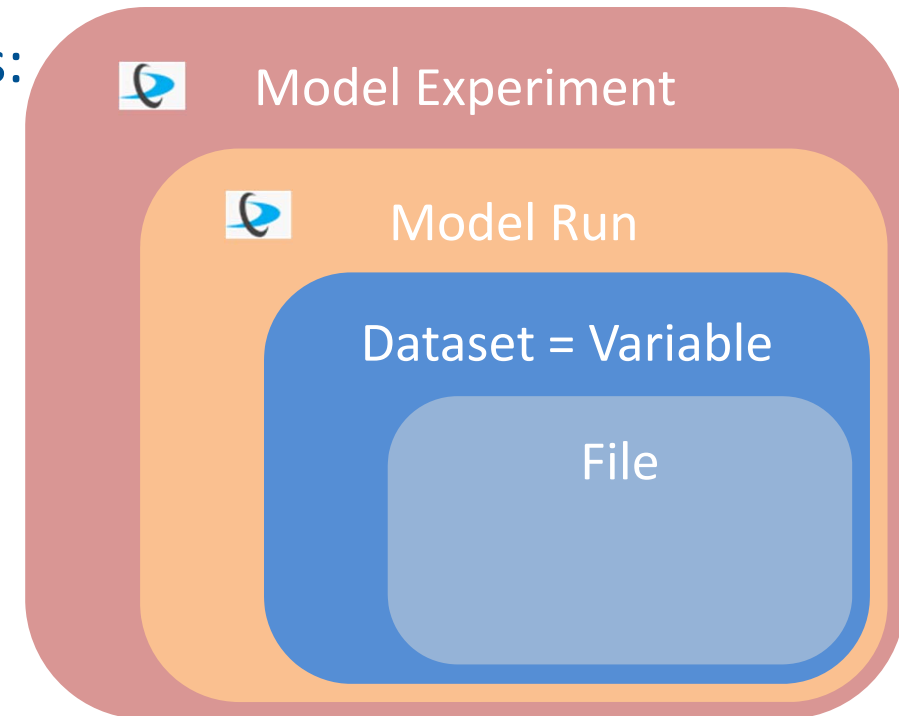 s:
Model Experiment
Model Run
Dataset = Variable
File